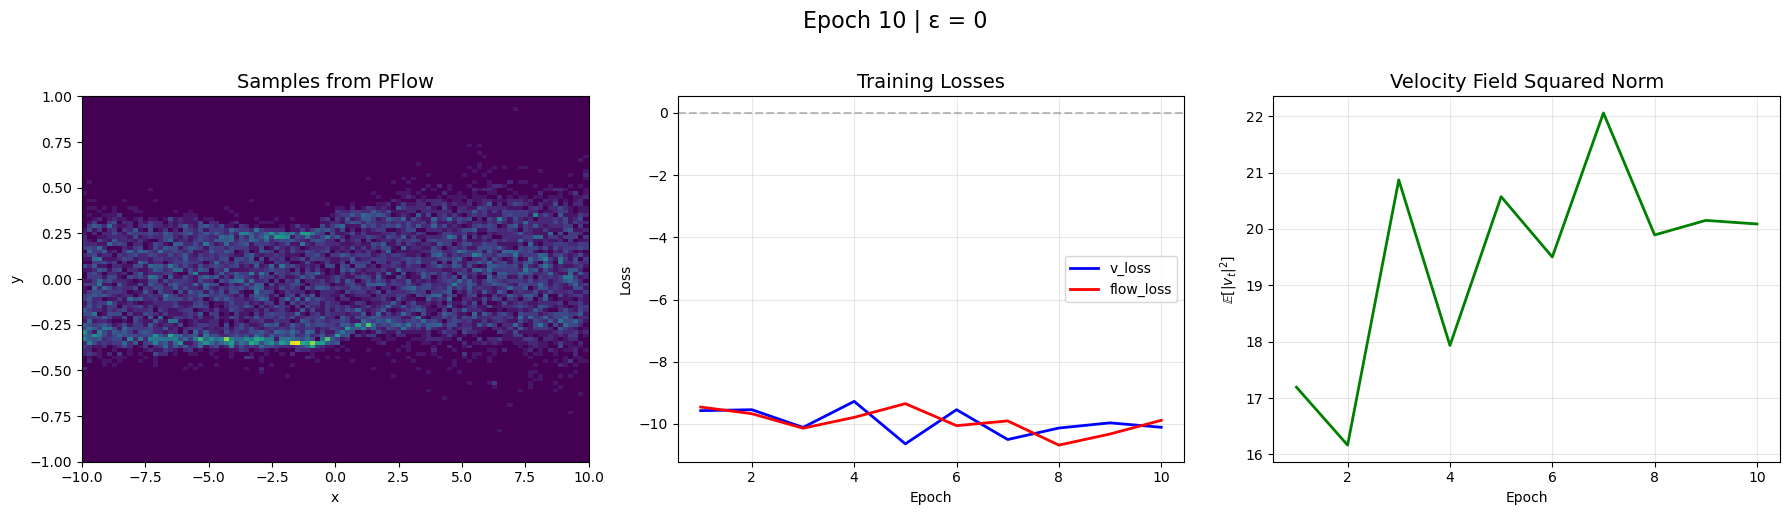 Epoch 10 | ε = 0
Samples from PFlow
1.00
0.75
0.50
0.25
0.00
−0.25
−0.50
−0.75
−1.00
y
−10.0 −7.5 −5.0 −2.5 0.0 2.5 5.0 7.5 10.0
x
Training Losses
0
−2
−4
−6
−8
−10
Loss
v_loss
flow_loss
2 4 6 8 10
Epoch
Velocity Field Squared Norm
22
21
20
19
18
17
16
𝔼[|v_t|^2]
2 4 6 8 10
Epoch